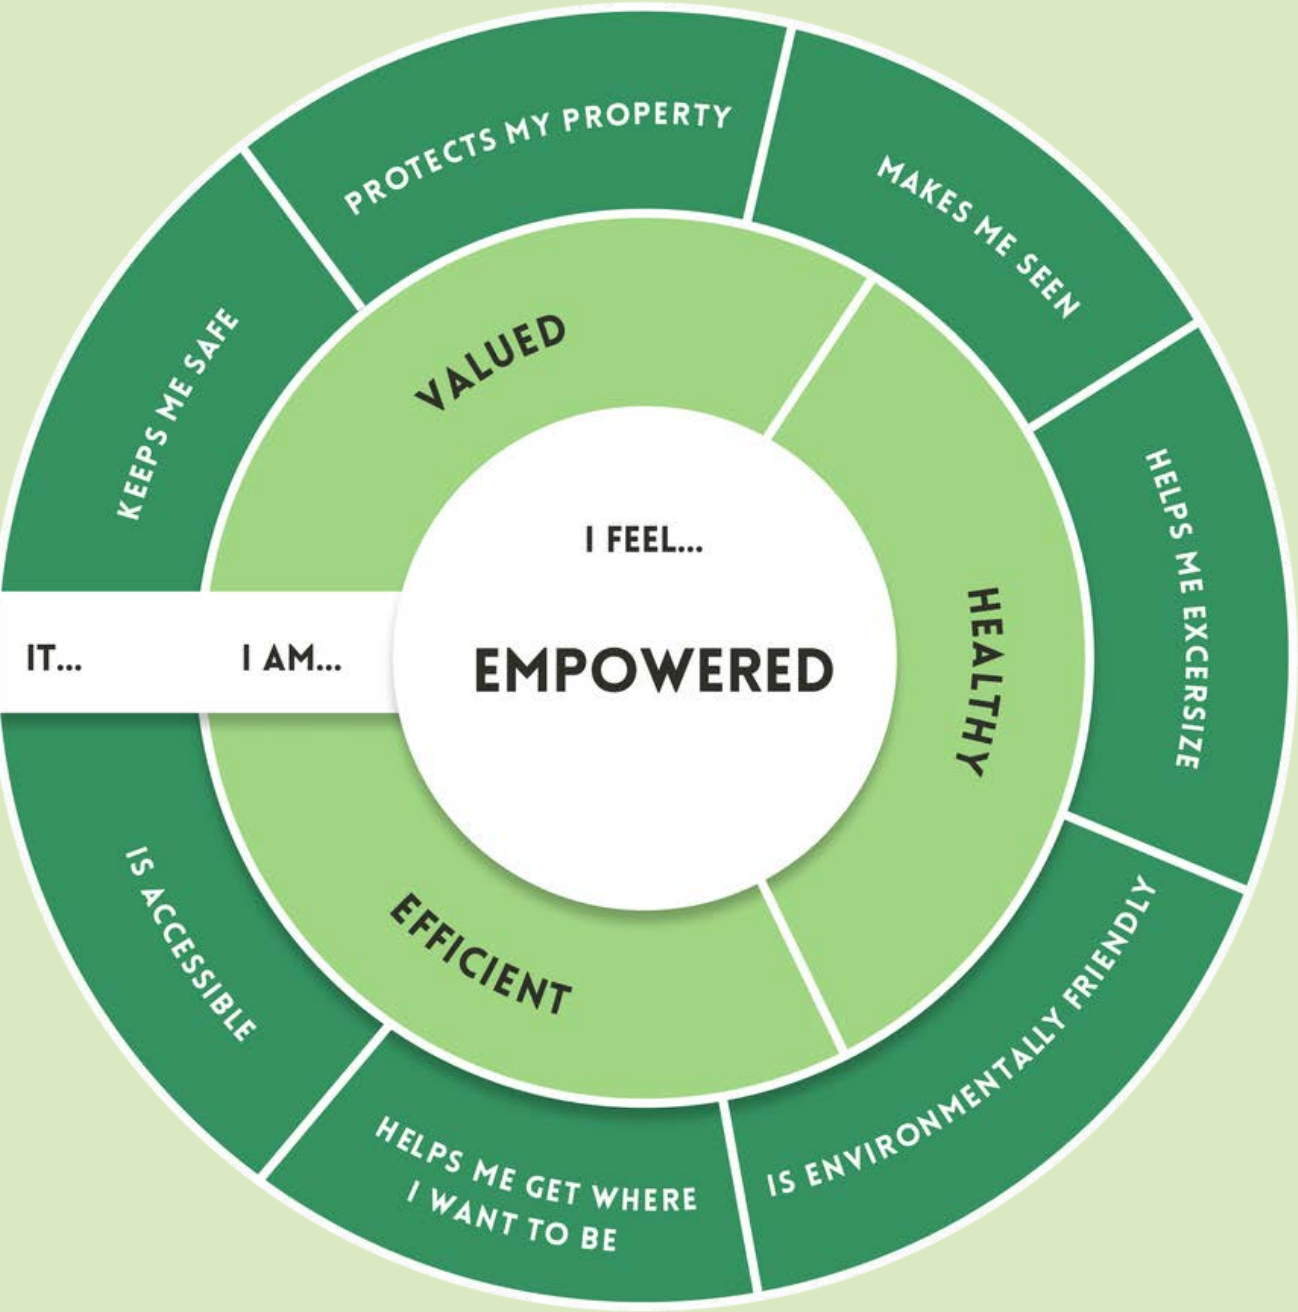 PROTECTS MY PROPERTY
MAKES ME SEEN
KEEPS ME SAFE
VALUED
HELPS ME EXCERSIZE
I FEEL...
HEALTHY
IT...
I AM...
EMPOWERED
IS ACCESSIBLE
EFFICIENT
IS ENVIRONMENTALLY FRIENDLY
HELPS ME GET WHERE
I WANT TO BE